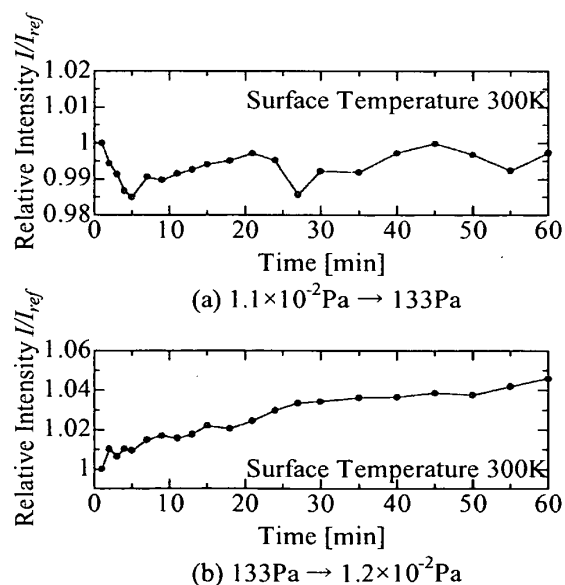 (a)
Relative Intensity I/I_ref
1.02
1.01
1
0.99
0.98
Surface Temperature 300K
0 10 20 30 40 50 60
Time [min]
(a) 1.1×10⁻²Pa → 133Pa
Relative Intensity I/I_ref
1.06
1.04
1.02
1
Surface Temperature 300K
0 10 20 30 40 50 60
Time [min]
(b) 133Pa → 1.2×10⁻²Pa